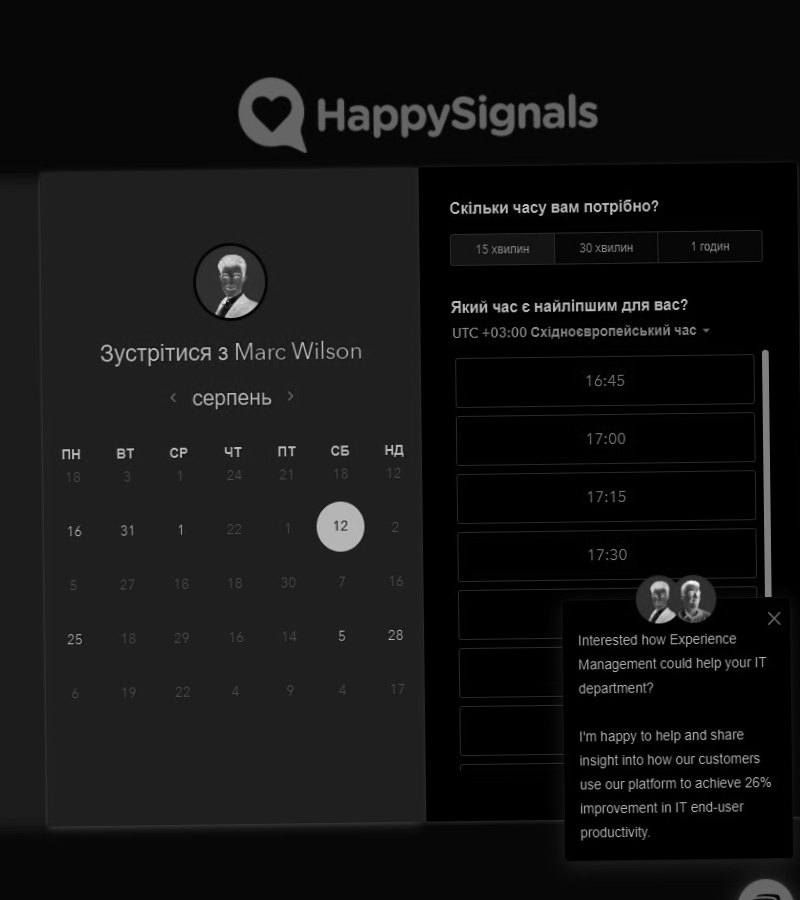 HappySignals
Зустрітися з Marc Wilson
серпень
ПН ВТ СР ЧТ ПТ СБ НД
18 3 1 24 21 18 12
16 31 1 22 1 12 2
5 27 18 18 30 7 16
25 18 29 16 14 5 28
6 19 22 4 9 4 17
Скільки часу вам потрібно?
15 хвилин 30 хвилин 1 годин
Який час є найліпшим для вас?
UTC +03:00 Східноєвропейський час
16:45
17:00
17:15
17:30
Interested how Experience
Management could help your IT
department?
I'm happy to help and share
insight into how our customers
use our platform to achieve 26%
improvement in IT end-user
productivity.